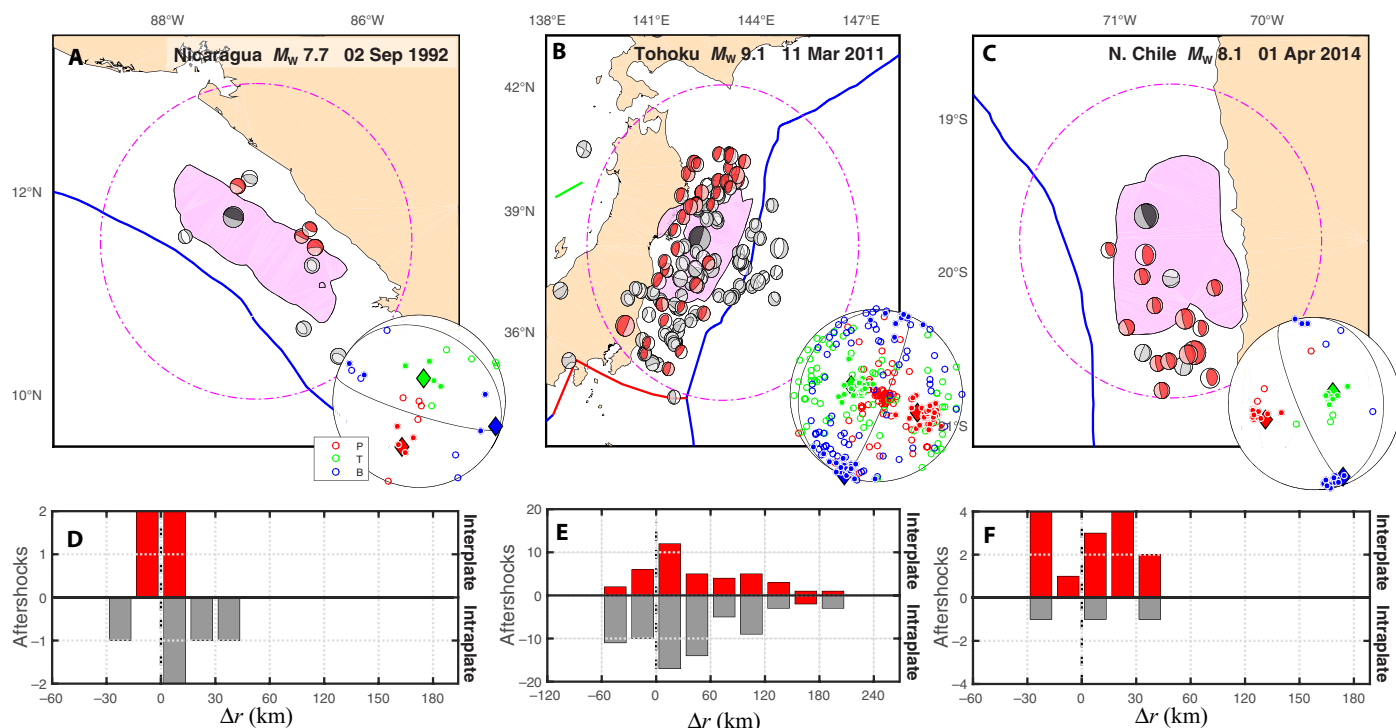 88°W 86°W 138°E 141°E 144°E 147°E 71°W 70°W
A Nicaragua Mw 7.7 02 Sep 1992
B Tohoku Mw 9.1 11 Mar 2011
C N. Chile Mw 8.1 01 Apr 2014
12°N
10°N
42°N
39°N
36°N
19°S
20°S
1°S
P
T
B
D
2
1
0
−1
−2
Aftershocks
Interplate
Intraplate
−60 −30 0 30 60 90 120 150 180
Δr (km)
E
20
10
0
−10
−20
Aftershocks
Interplate
Intraplate
−120 −60 0 60 120 180 240
Δr (km)
F
4
2
0
−2
−4
Aftershocks
Interplate
Intraplate
−60 −30 0 30 60 120 150 180
Δr (km)